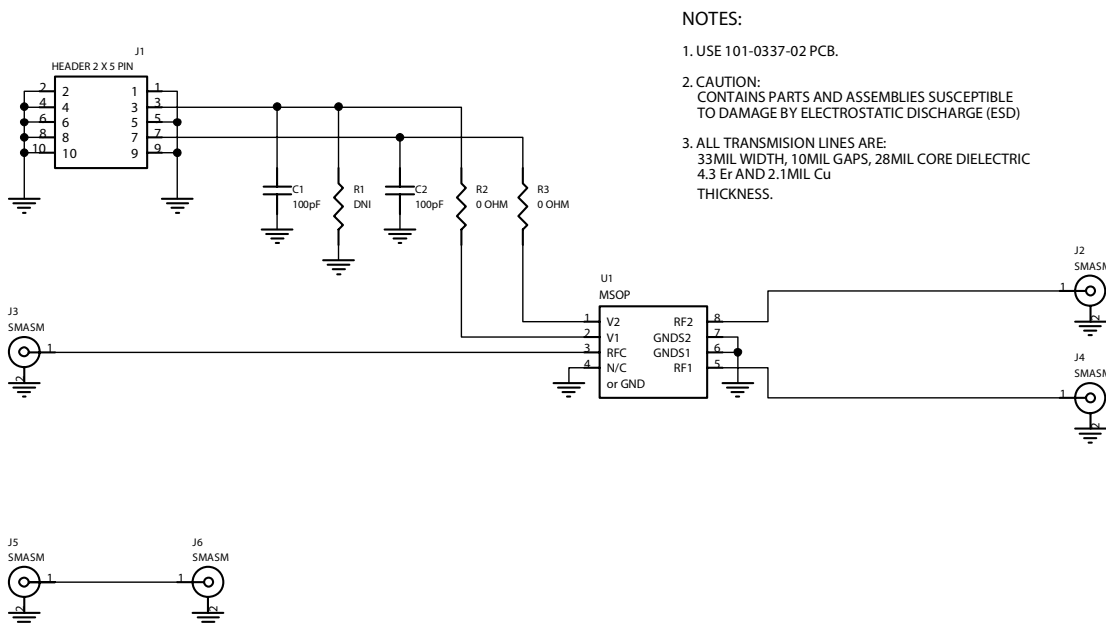 NOTES:
1. USE 101-0337-02 PCB.
2. CAUTION:
CONTAINS PARTS AND ASSEMBLIES SUSCEPTIBLE
TO DAMAGE BY ELECTROSTATIC DISCHARGE (ESD)
3. ALL TRANSMISION LINES ARE:
33MIL WIDTH, 10MIL GAPS, 28MIL CORE DIELECTRIC
4.3 Er AND 2.1MIL Cu
THICKNESS.
J1
HEADER 2 X 5 PIN
2 2 1 1
4 4 3 3
6 6 5 5
8 8 7 7
10 10 9 9
C1
100pF
R1
DNI
C2
100pF
R2
0 OHM
R3
0 OHM
U1
MSOP
1 V2 RF2 8
2 V1 GNDS2 7
3 RFC GNDS1 6
4 N/C RF1 5
or GND
J2
SMASM
1
2
J3
SMASM
1
2
J4
SMASM
1
2
J5
SMASM
1
2
J6
SMASM
1
2